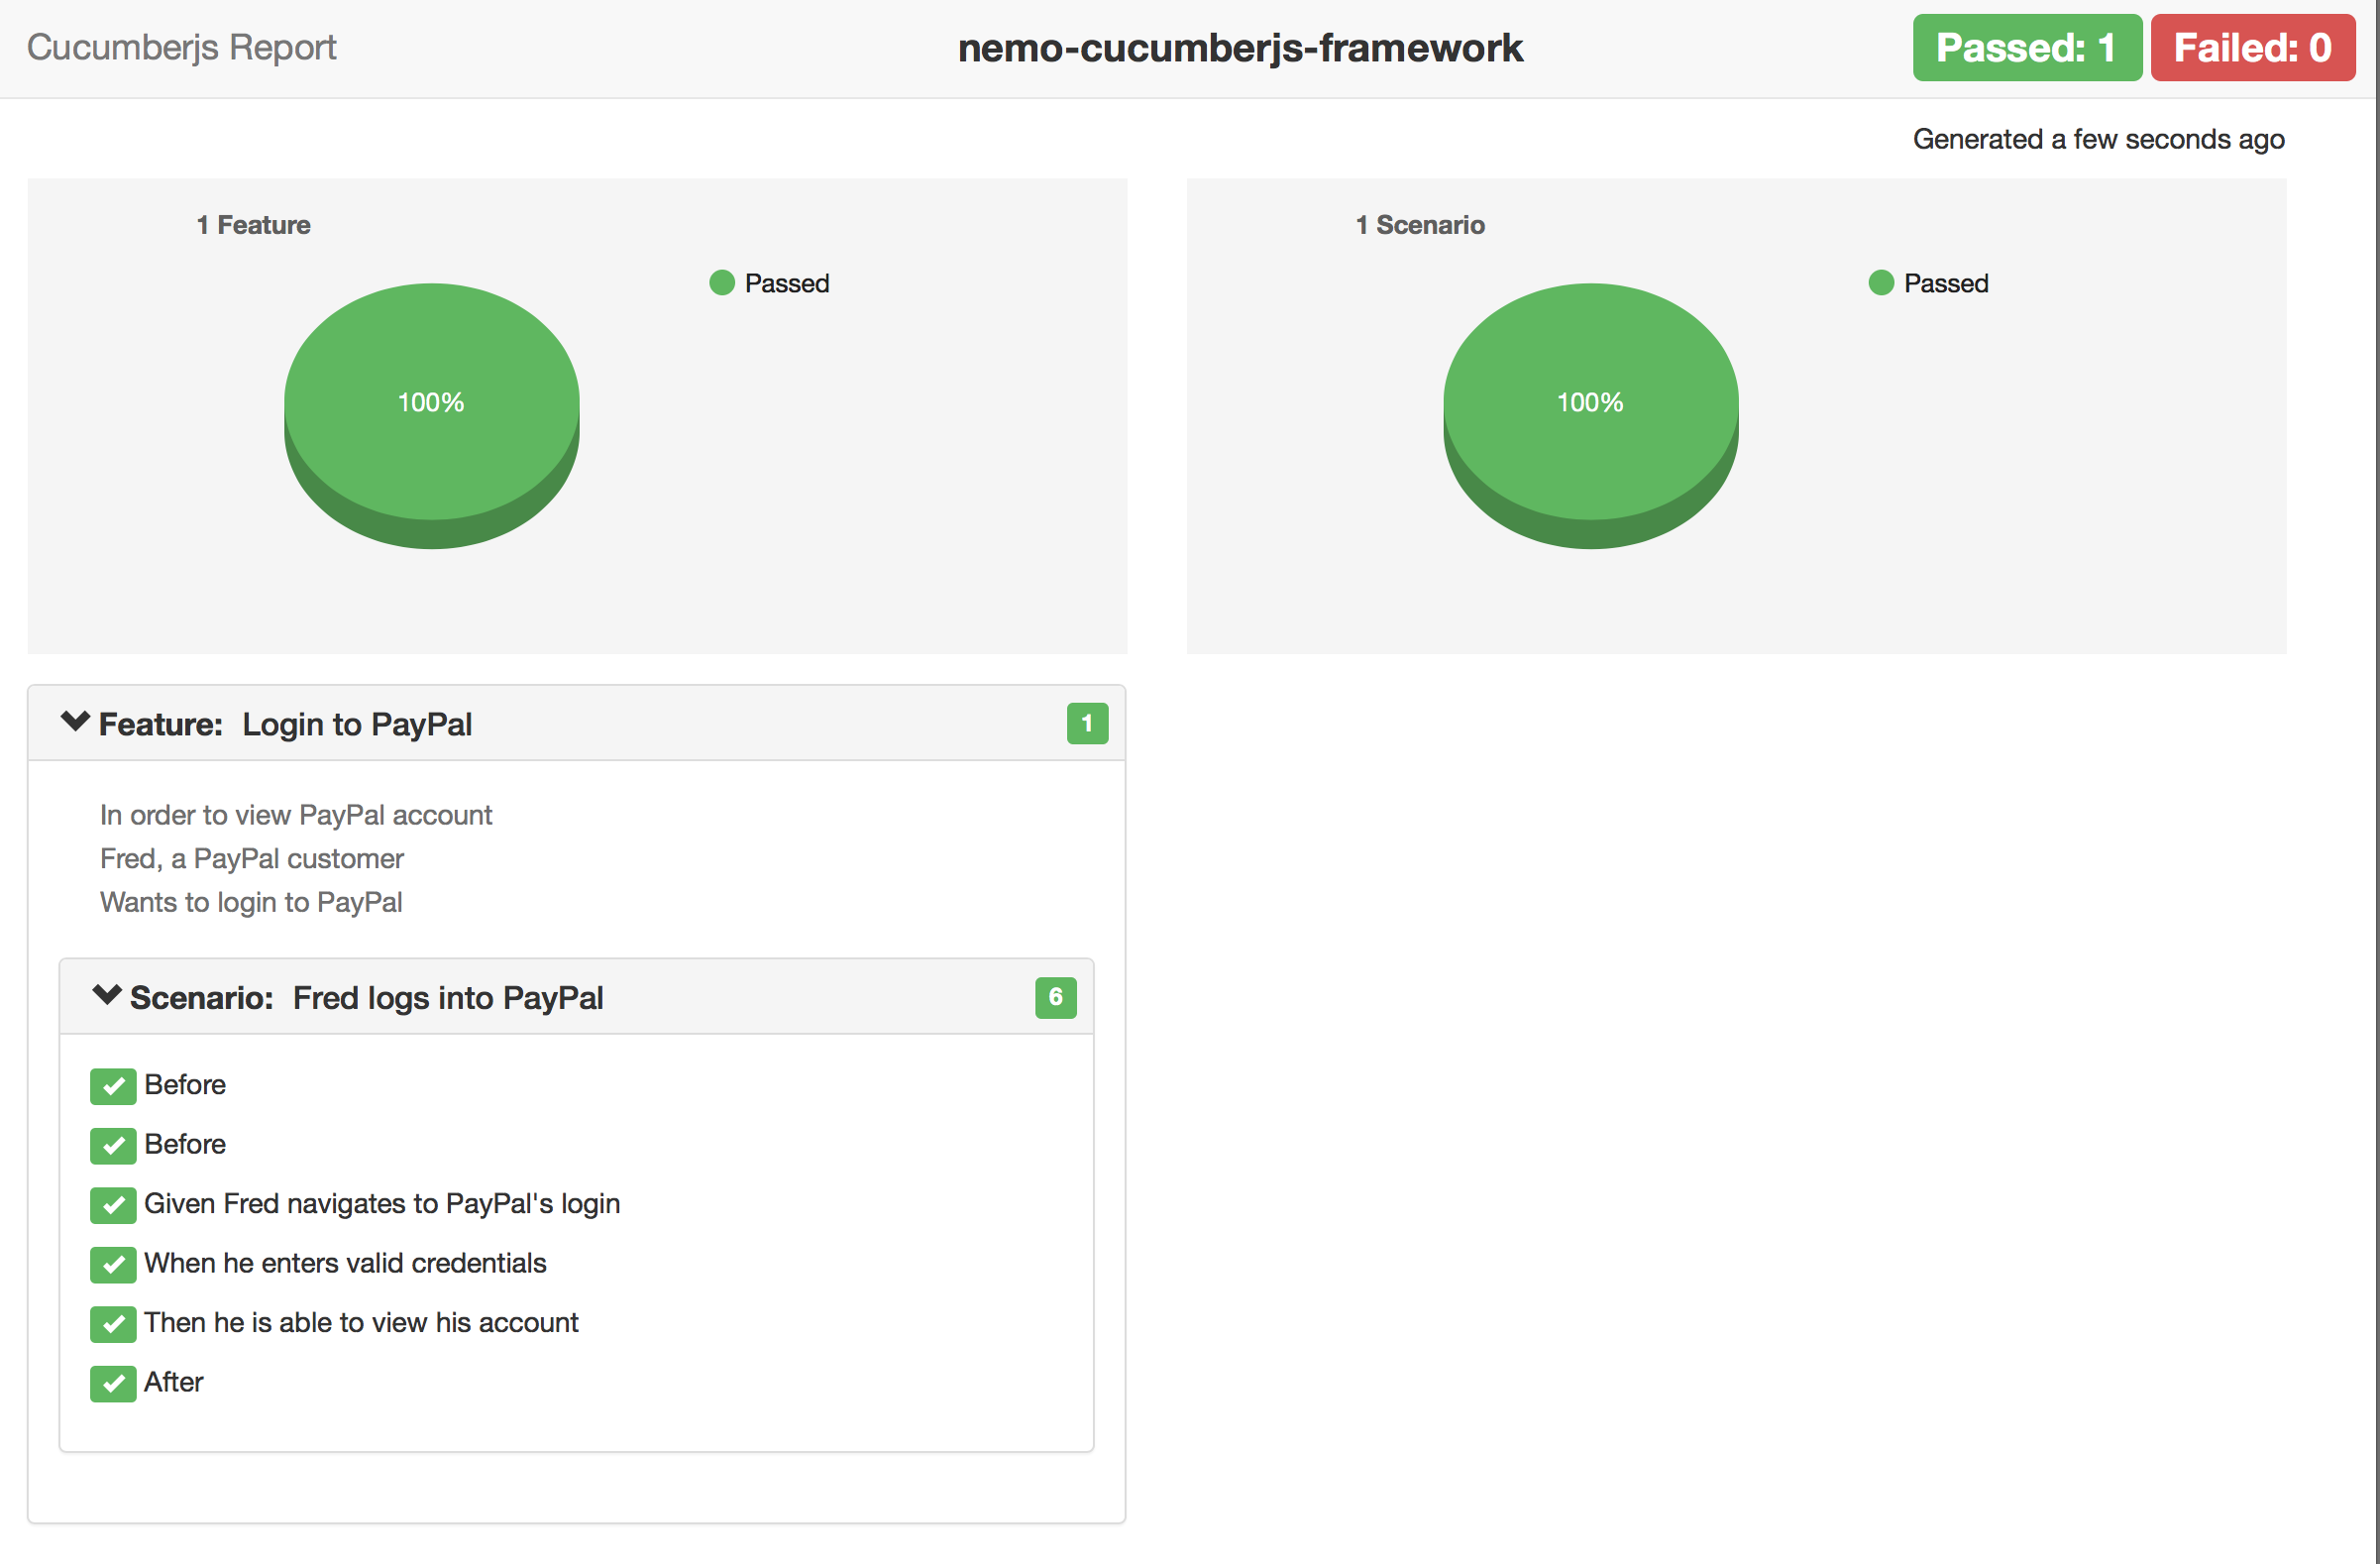 Cucumberjs Report
nemo-cucumberjs-framework
Passed: 1
Failed: 0
Generated a few seconds ago
1 Feature
Passed
100%
1 Scenario
Passed
100%
Feature: Login to PayPal
1
In order to view PayPal account
Fred, a PayPal customer
Wants to login to PayPal
Scenario: Fred logs into PayPal
6
Before
Before
Given Fred navigates to PayPal's login
When he enters valid credentials
Then he is able to view his account
After